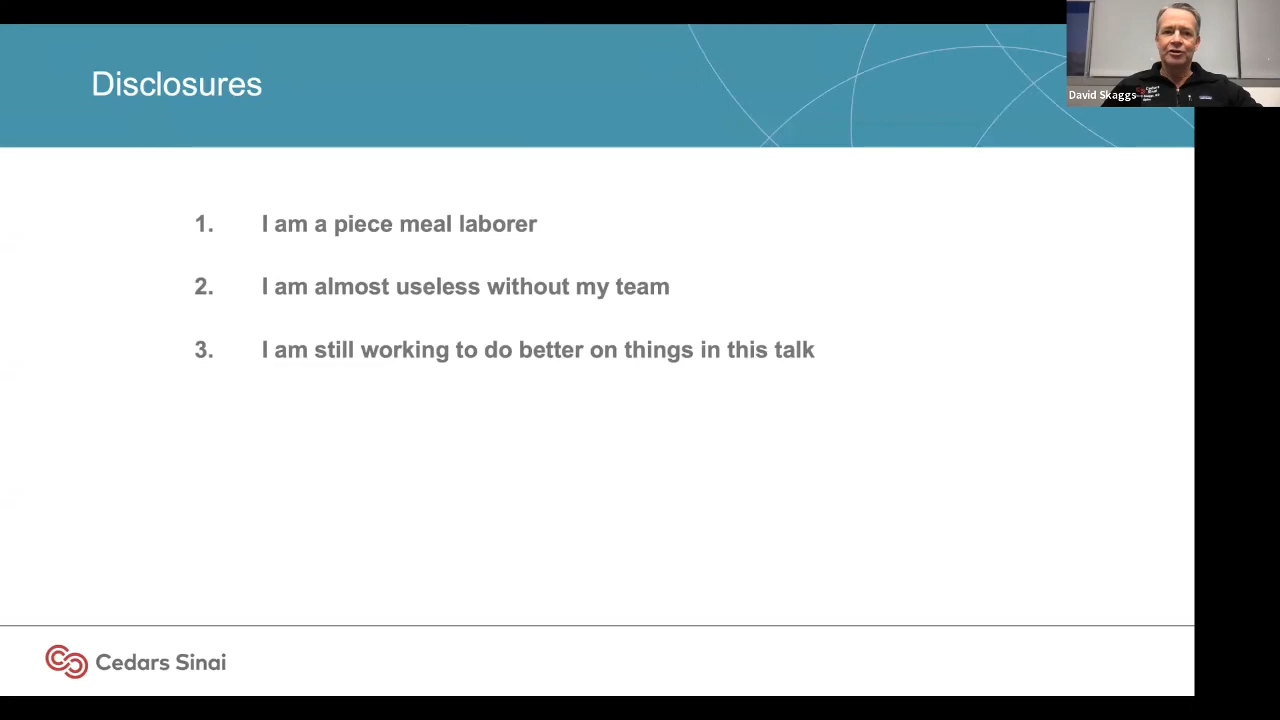 Disclosures
David Skaggs
1. I am a piece meal laborer
2. I am almost useless without my team
3. I am still working to do better on things in this talk
Cedars Sinai